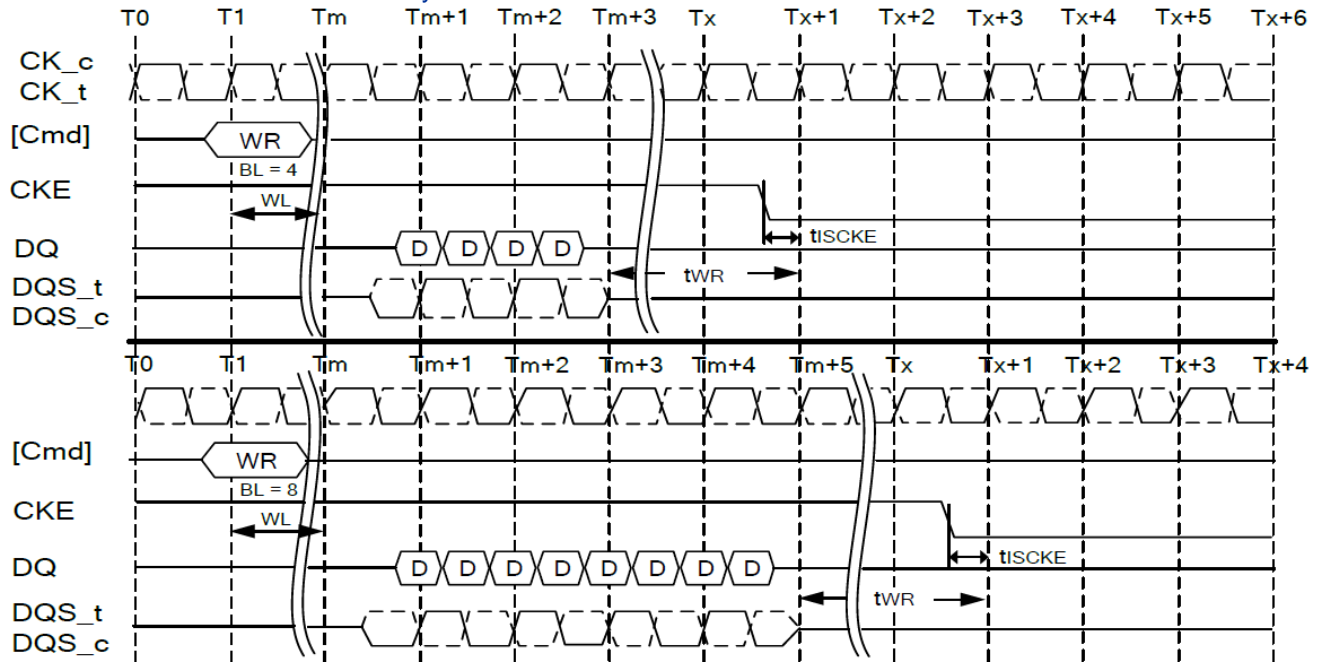 T0 T1 Tm Tm+1 Tm+2 Tm+3 Tx Tx+1 Tx+2 Tx+3 Tx+4 Tx+5 Tx+6
CK_c
CK_t
[Cmd] WR
BL = 4
CKE
WL
DQ D D D D tISCKE
tWR
DQS_t
DQS_c
T0 T1 Tm Tm+1 Tm+2 Tm+3 Tm+4 Tm+5 Tx Tx+1 Tx+2 Tx+3 Tx+4
[Cmd] WR
BL = 8
CKE
WL
tISCKE
DQ D D D D D D D D
tWR
DQS_t
DQS_c